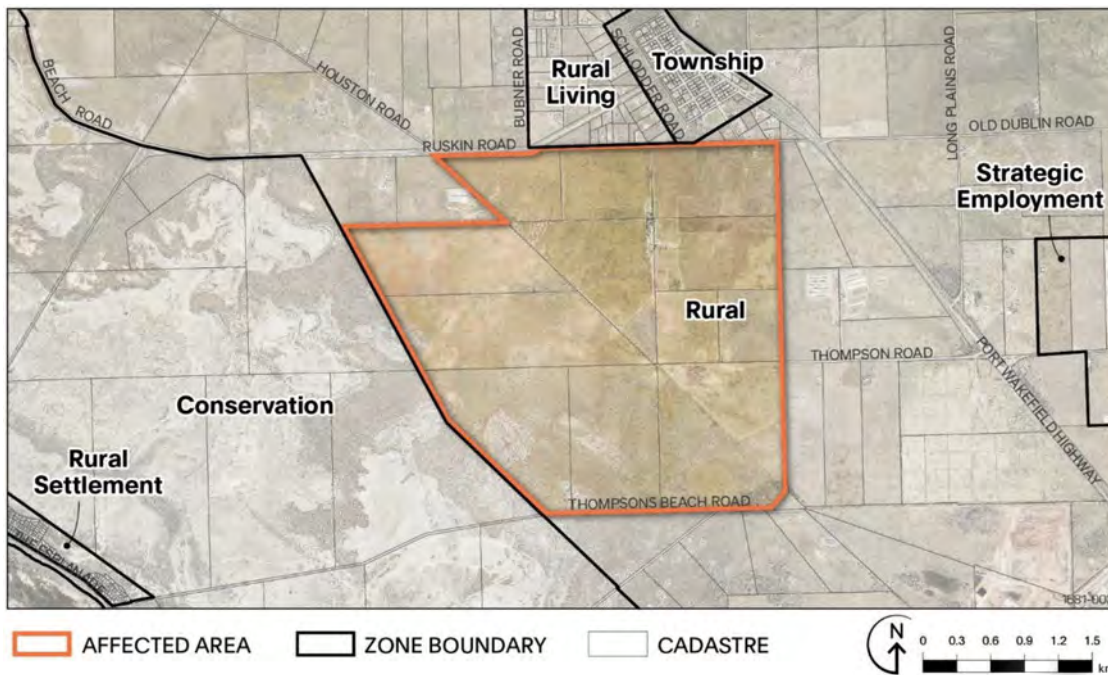 BEACH ROAD
HOUSTON ROAD
BUBNER ROAD
SCHLODDER ROAD
Rural
Living
Township
LONG PLAINS ROAD
RUSKIN ROAD
OLD DUBLIN ROAD
Strategic
Employment
Rural
THOMPSON ROAD
PORT WAKEFIELD HIGHWAY
Conservation
Rural
Settlement
THOMPSONS BEACH ROAD
AFFECTED AREA
ZONE BOUNDARY
CADASTRE
N
0 0.3 0.6 0.9 1.2 1.5